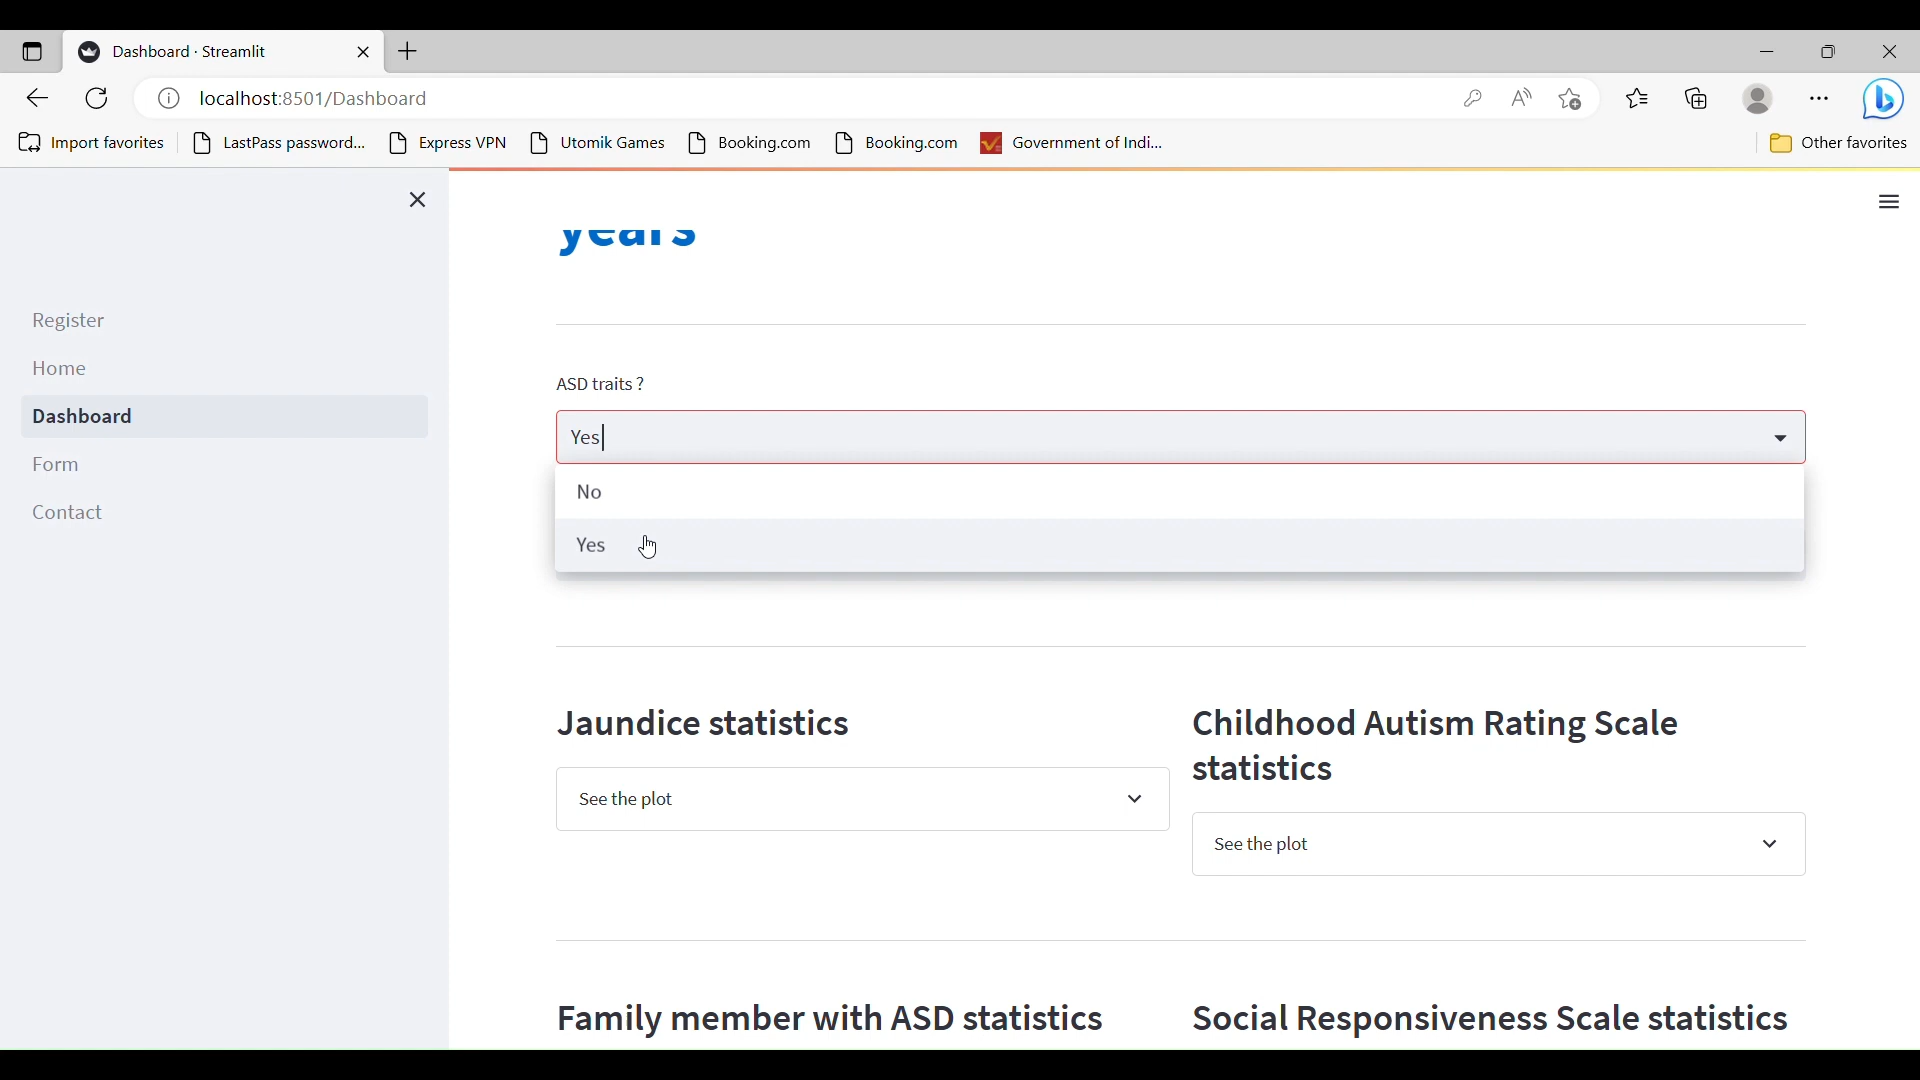 Dashboard · Streamlit
localhost:8501/Dashboard
Import favorites
LastPass password...
Express VPN
Utomik Games
Booking.com
Booking.com
Government of Indi...
Other favorites
years
Register
Home
Dashboard
Form
Contact
ASD traits ?
Yes
No
Yes
Jaundice statistics
See the plot
Childhood Autism Rating Scale
statistics
See the plot
Family member with ASD statistics
Social Responsiveness Scale statistics